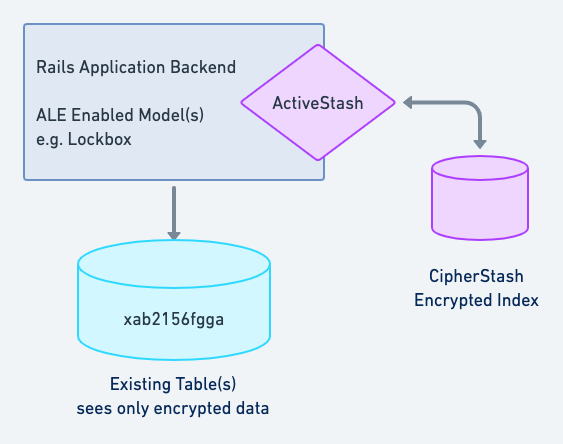 Rails Application Backend
ALE Enabled Model(s)
e.g. Lockbox
ActiveStash
CipherStash
Encrypted Index
xab2156fgga
Existing Table(s)
sees only encrypted data